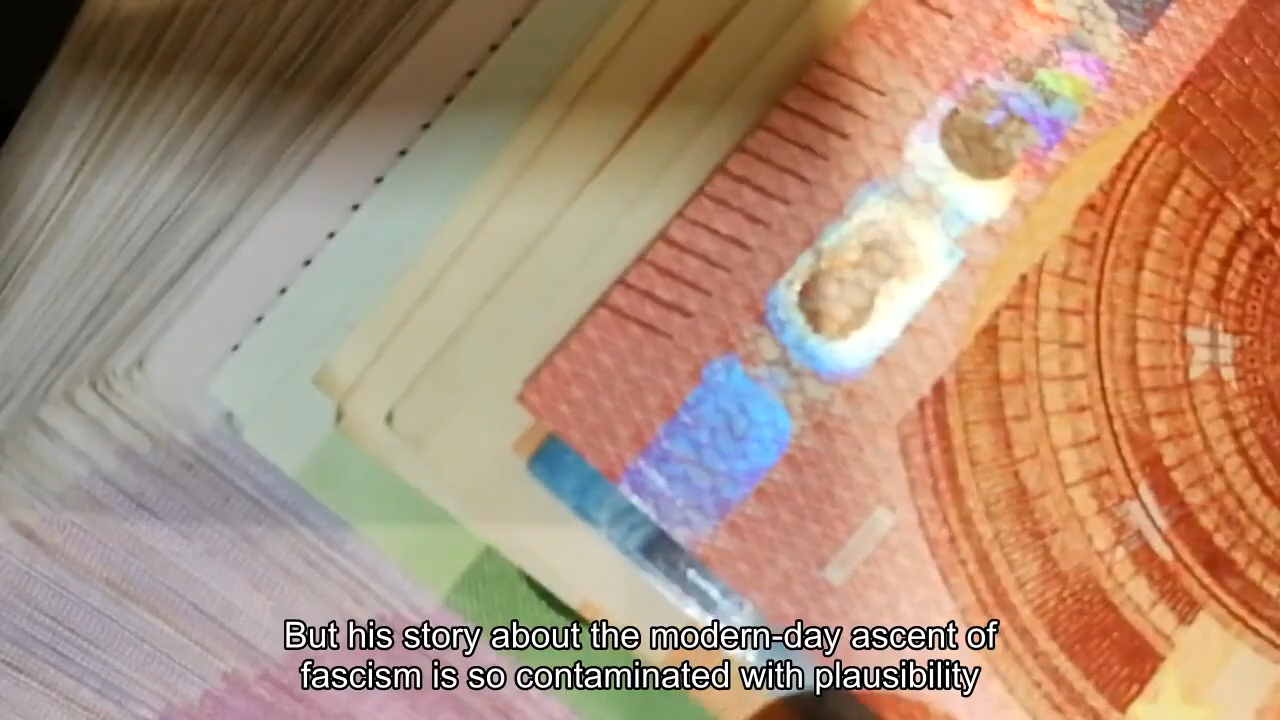 But his story about the modern-day ascent of
fascism is so contaminated with plausibility